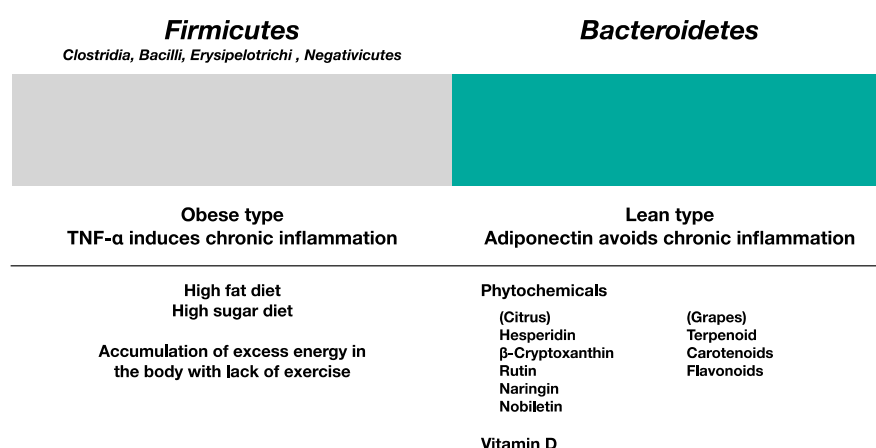 Firmicutes
Clostridia, Bacilli, Erysipelotrichi , Negativicutes
Bacteroidetes
Obese type
TNF-α induces chronic inflammation
Lean type
Adiponectin avoids chronic inflammation
High fat diet
High sugar diet
Accumulation of excess energy in
the body with lack of exercise
Phytochemicals
(Citrus)
Hesperidin
β-Cryptoxanthin
Rutin
Naringin
Nobiletin
(Grapes)
Terpenoid
Carotenoids
Flavonoids
Vitamin D